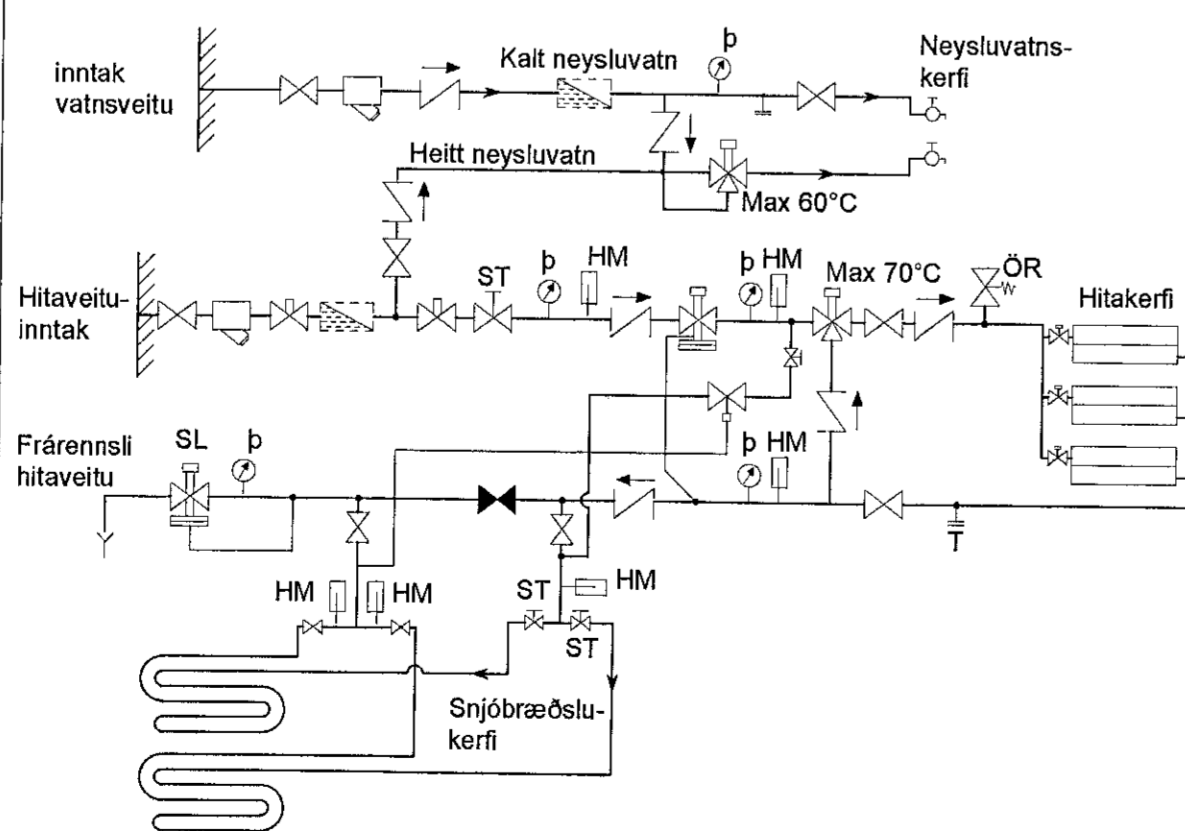 inntak
vatnsveitu
Kalt neysluvatn
þ
Neysluvatns-
kerfi
Heitt neysluvatn
Max 60°C
Hitaveitu-
inntak
ST
þ
HM
þ
HM
Max 70°C
ÖR
Hitakerfi
Frárennsli
hitaveitu
SL
þ
þ
HM
T
HM
HM
ST
HM
ST
Snjóbræðslu-
kerfi